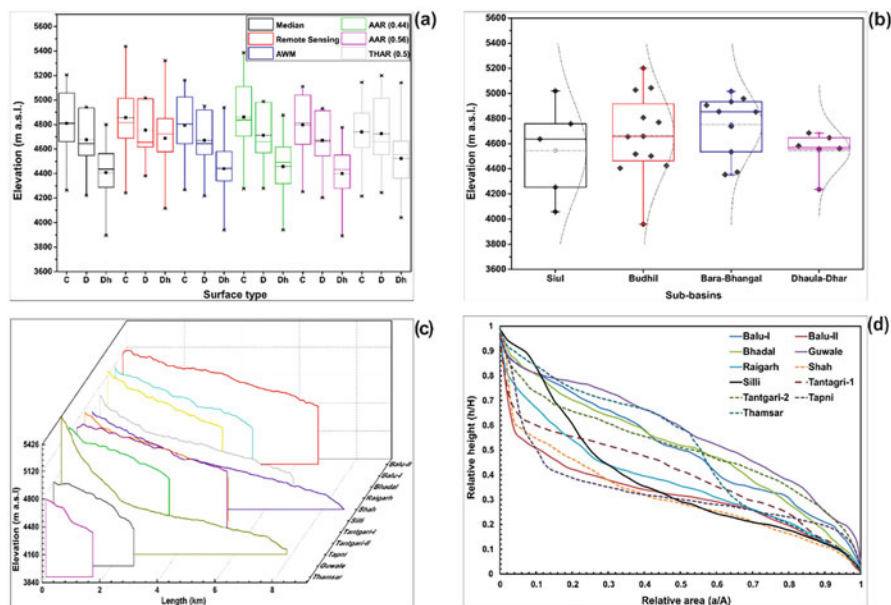 (a)
Median
Remote Sensing
AWM
AAR (0.44)
AAR (0.56)
THAR (0.5)
5800
5600
5400
5200
5000
4800
4600
4400
4200
4000
3800
3600
Elevation (m a.s.l.)
C D Dh C D Dh C D Dh C D Dh C D Dh C D Dh
Surface type
(b)
5600
5400
5200
5000
4800
4600
4400
4200
4000
3800
3600
Elevation (m a.s.l.)
Siul Budhil Bara-Bhangal Dhaula-Dhar
Sub-basins
(c)
5420
5120
4800
4480
4160
3840
Elevation (m a.s.l)
0 2 4 6 8
Length (km)
Balu-II
Balu-I
Bhadal
Raigarh
Shah
Silli
Tantgari-I
Tantgari-II
Tapni
Guwale
Thamsar
(d)
Balu-I
Balu-II
Bhadal
Guwale
Raigarh
Shah
Silli
Tantagri-1
Tantgari-2
Tapni
Thamsar
1
0.9
0.8
0.7
0.6
0.5
0.4
0.3
0.2
0.1
0
Relative height (h/H)
0 0.1 0.2 0.3 0.4 0.5 0.6 0.7 0.8 0.9 1
Relative area (a/A)